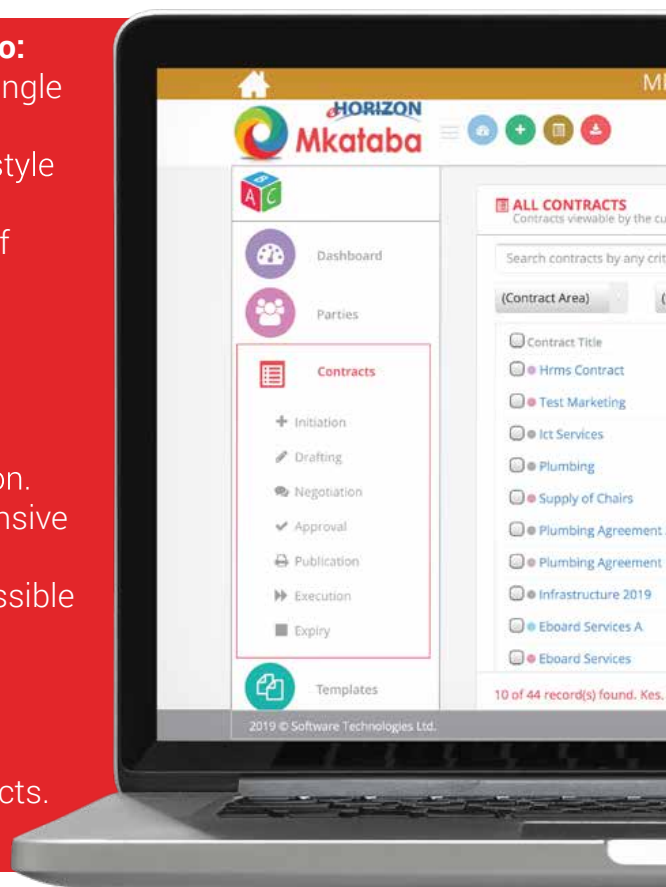 o:
ngle
style
f
on.
nsive
ssible
cts.
MI
eHORIZON
Mkataba
A B C
Dashboard
Parties
Contracts
Initiation
Drafting
Negotiation
Approval
Publication
Execution
Expiry
Templates
ALL CONTRACTS
Contracts viewable by the cu
Search contracts by any crit
(Contract Area) (
Contract Title
Hrms Contract
Test Marketing
Ict Services
Plumbing
Supply of Chairs
Plumbing Agreement
Plumbing Agreement
Infrastructure 2019
Eboard Services A
Eboard Services
10 of 44 record(s) found. Kes.
2019 © Software Technologies Ltd.